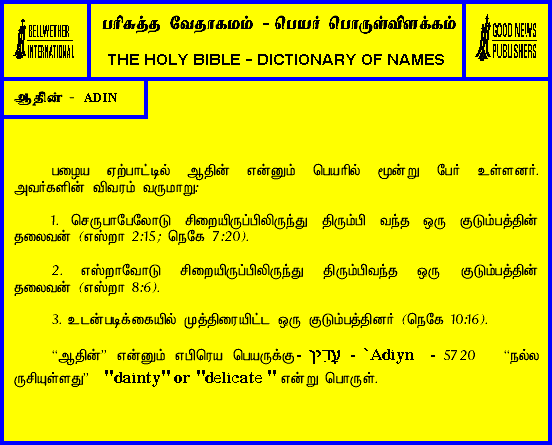 BELLWETHER
INTERNATIONAL
பரிசுத்த வேதாகமம் - பெயர் பொருள்விளக்கம்
THE HOLY BIBLE - DICTIONARY OF NAMES
GOOD NEWS
PUBLISHERS
ஆதின் - ADIN
பழைய ஏற்பாட்டில் ஆதின் என்னும் பெயரில் மூன்று பேர் உள்ளனர்.
அவர்களின் விவரம் வருமாறு:
1. செருபாபேலோடு சிறையிருப்பிலிருந்து திரும்பி வந்த ஒரு குடும்பத்தின்
தலைவன் (எஸ்றா 2:15; நெகே 7:20).
2. எஸ்றாவோடு சிறையிருப்பிலிருந்து திரும்பிவந்த ஒரு குடும்பத்தின்
தலைவன் (எஸ்றா 8:6).
3. உடன்படிக்கையில் முத்திரையிட்ட ஒரு குடும்பத்தினர் (நெகே 10:16).
“ஆதின்” என்னும் எபிரெய பெயருக்கு- עָדִין - `Adiyn - 5720 “நல்ல
ருசியுள்ளது” "dainty" or "delicate " என்று பொருள்.